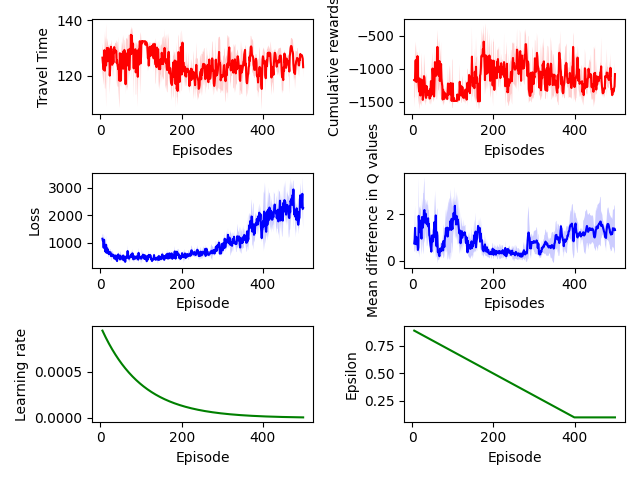 Travel Time
140
120
0
200
400
Episodes
Cumulative rewards
−500
−1000
−1500
0
200
400
Episodes
Loss
3000
2000
1000
0
200
400
Episode
Mean difference in Q values
2
0
0
200
400
Episodes
Learning rate
0.0005
0.0000
0
200
400
Episode
Epsilon
0.75
0.50
0.25
0
200
400
Episode